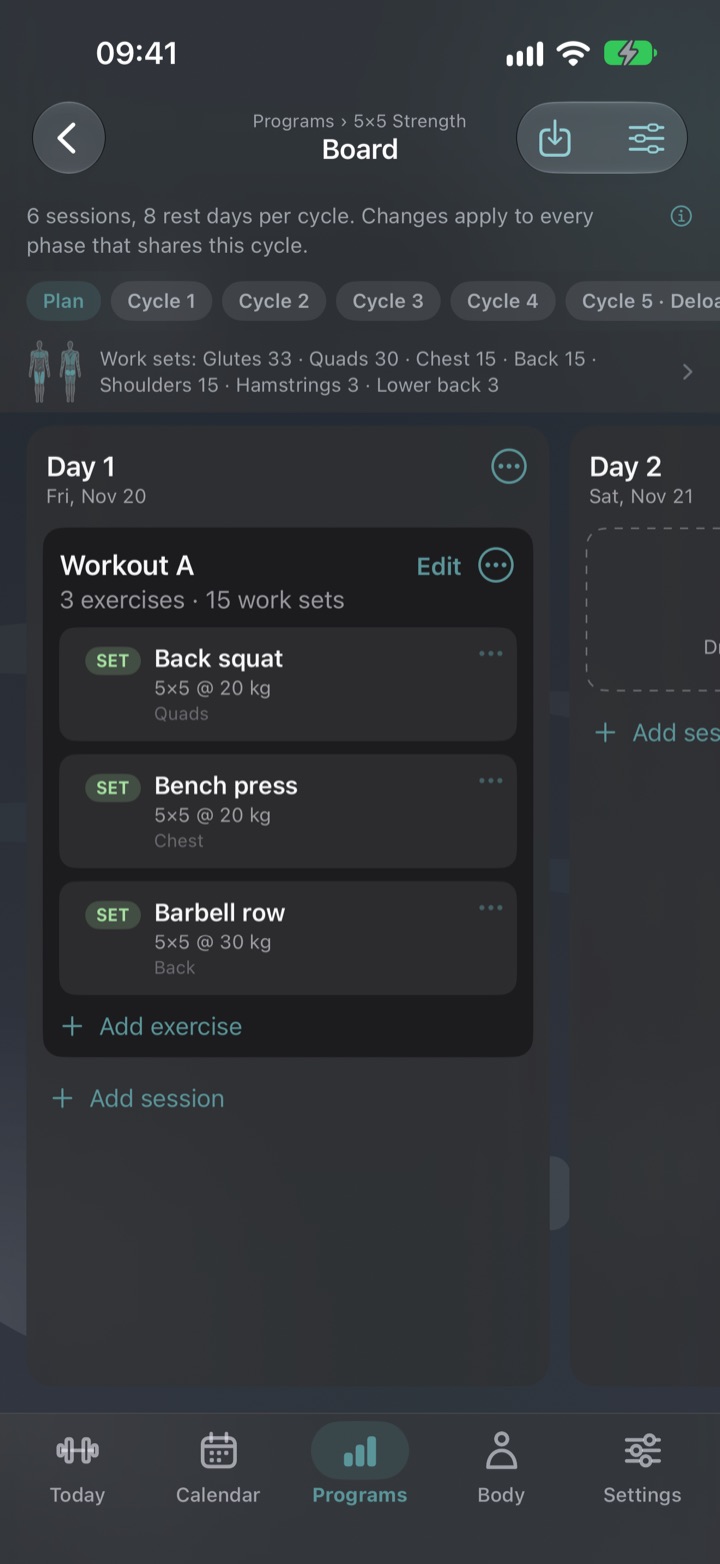 09:41
Programs › 5×5 Strength
Board
6 sessions, 8 rest days per cycle. Changes apply to every
phase that shares this cycle.
Plan
Cycle 1
Cycle 2
Cycle 3
Cycle 4
Cycle 5 · Deloa
Work sets: Glutes 33 · Quads 30 · Chest 15 · Back 15 ·
Shoulders 15 · Hamstrings 3 · Lower back 3
Day 1
Fri, Nov 20
Workout A
Edit
3 exercises · 15 work sets
SET
Back squat
5×5 @ 20 kg
Quads
SET
Bench press
5×5 @ 20 kg
Chest
SET
Barbell row
5×5 @ 30 kg
Back
+ Add exercise
+ Add session
Day 2
Sat, Nov 21
+ Add ses
Today
Calendar
Programs
Body
Settings